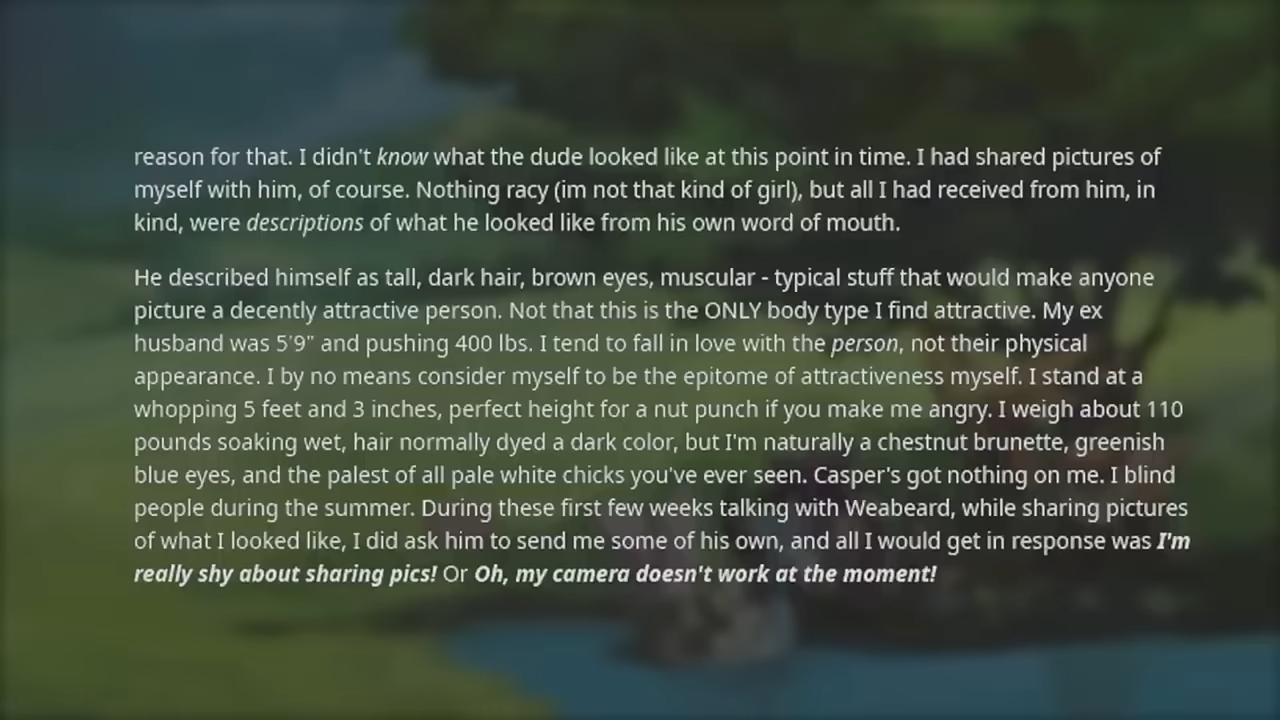 reason for that. I didn't know what the dude looked like at this point in time. I had shared pictures of
myself with him, of course. Nothing racy (im not that kind of girl), but all I had received from him, in
kind, were descriptions of what he looked like from his own word of mouth.
He described himself as tall, dark hair, brown eyes, muscular - typical stuff that would make anyone
picture a decently attractive person. Not that this is the ONLY body type I find attractive. My ex
husband was 5'9" and pushing 400 lbs. I tend to fall in love with the person, not their physical
appearance. I by no means consider myself to be the epitome of attractiveness myself. I stand at a
whopping 5 feet and 3 inches, perfect height for a nut punch if you make me angry. I weigh about 110
pounds soaking wet, hair normally dyed a dark color, but I'm naturally a chestnut brunette, greenish
blue eyes, and the palest of all pale white chicks you've ever seen. Casper's got nothing on me. I blind
people during the summer. During these first few weeks talking with Weabeard, while sharing pictures
of what I looked like, I did ask him to send me some of his own, and all I would get in response was I'm
really shy about sharing pics! Or Oh, my camera doesn't work at the moment!